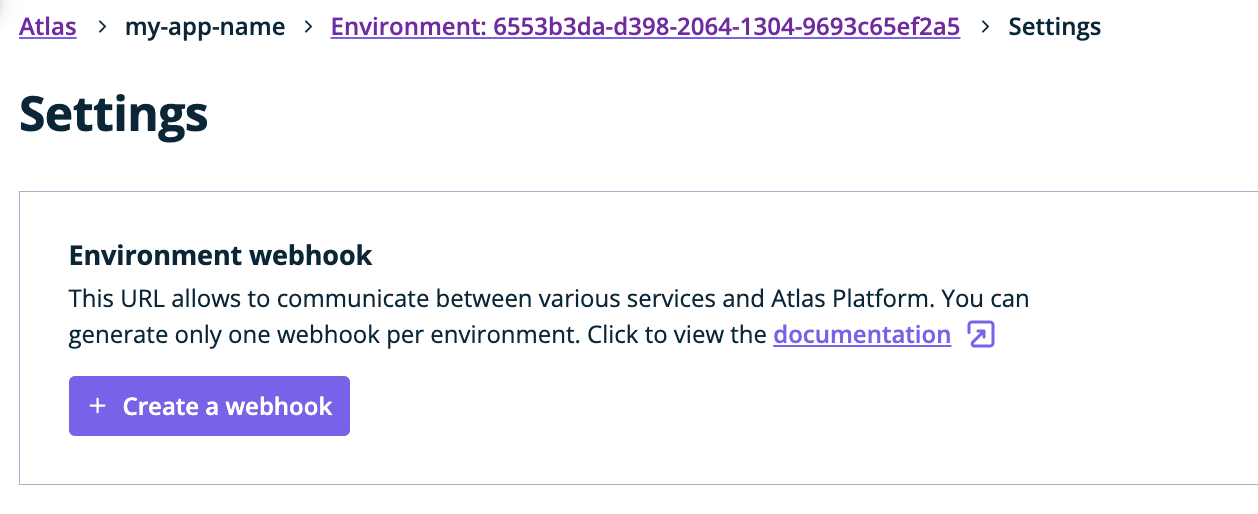 Atlas > my-app-name > Environment: 6553b3da-d398-2064-1304-9693c65ef2a5 > Settings
Settings
Environment webhook
This URL allows to communicate between various services and Atlas Platform. You can
generate only one webhook per environment. Click to view the documentation
+ Create a webhook